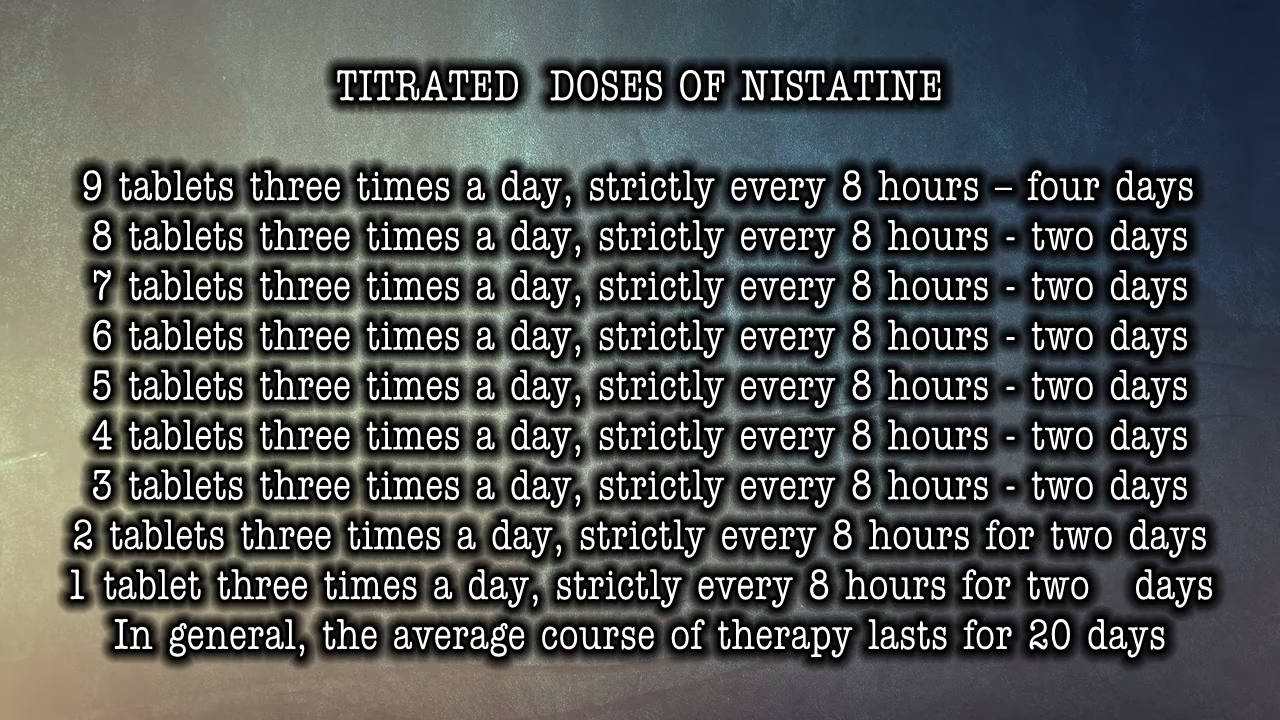 TITRATED DOSES OF NISTATINE
9 tablets three times a day, strictly every 8 hours – four days
8 tablets three times a day, strictly every 8 hours - two days
7 tablets three times a day, strictly every 8 hours - two days
6 tablets three times a day, strictly every 8 hours - two days
5 tablets three times a day, strictly every 8 hours - two days
4 tablets three times a day, strictly every 8 hours - two days
3 tablets three times a day, strictly every 8 hours - two days
2 tablets three times a day, strictly every 8 hours for two days
1 tablet three times a day, strictly every 8 hours for two days
In general, the average course of therapy lasts for 20 days